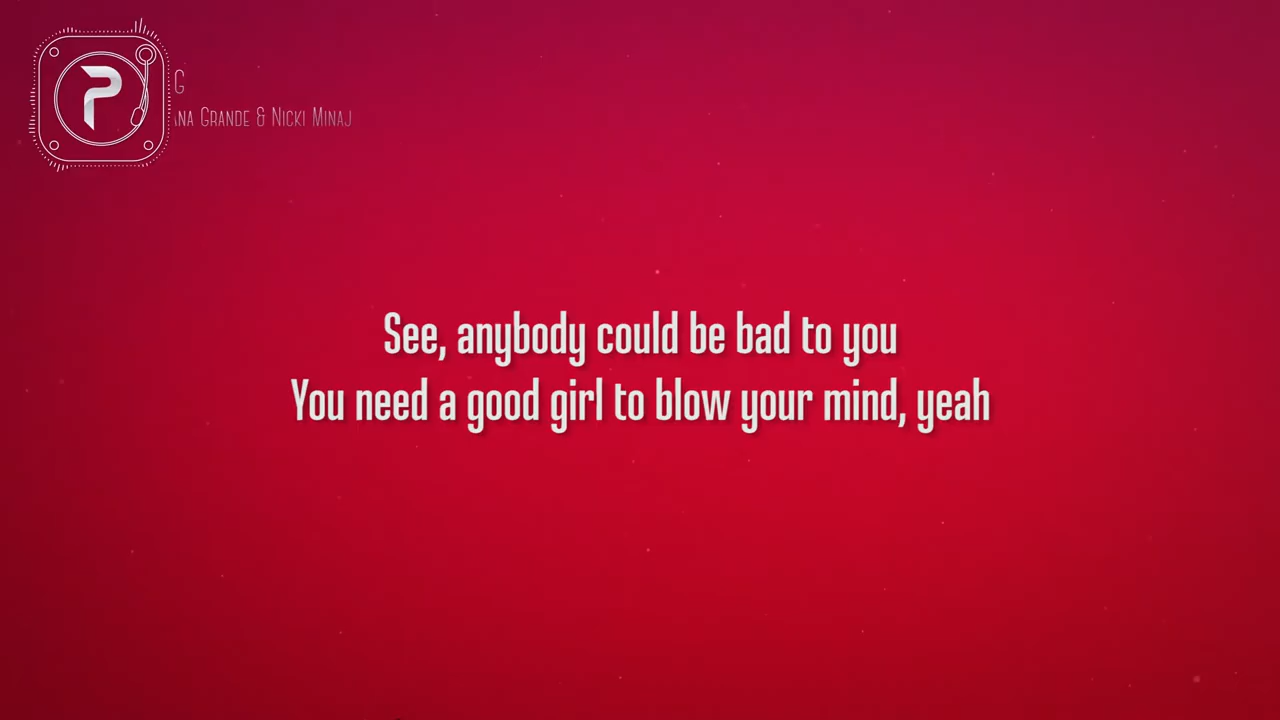 G
Grande & Nicki Minaj
See, anybody could be bad to you
You need a good girl to blow your mind, yeah